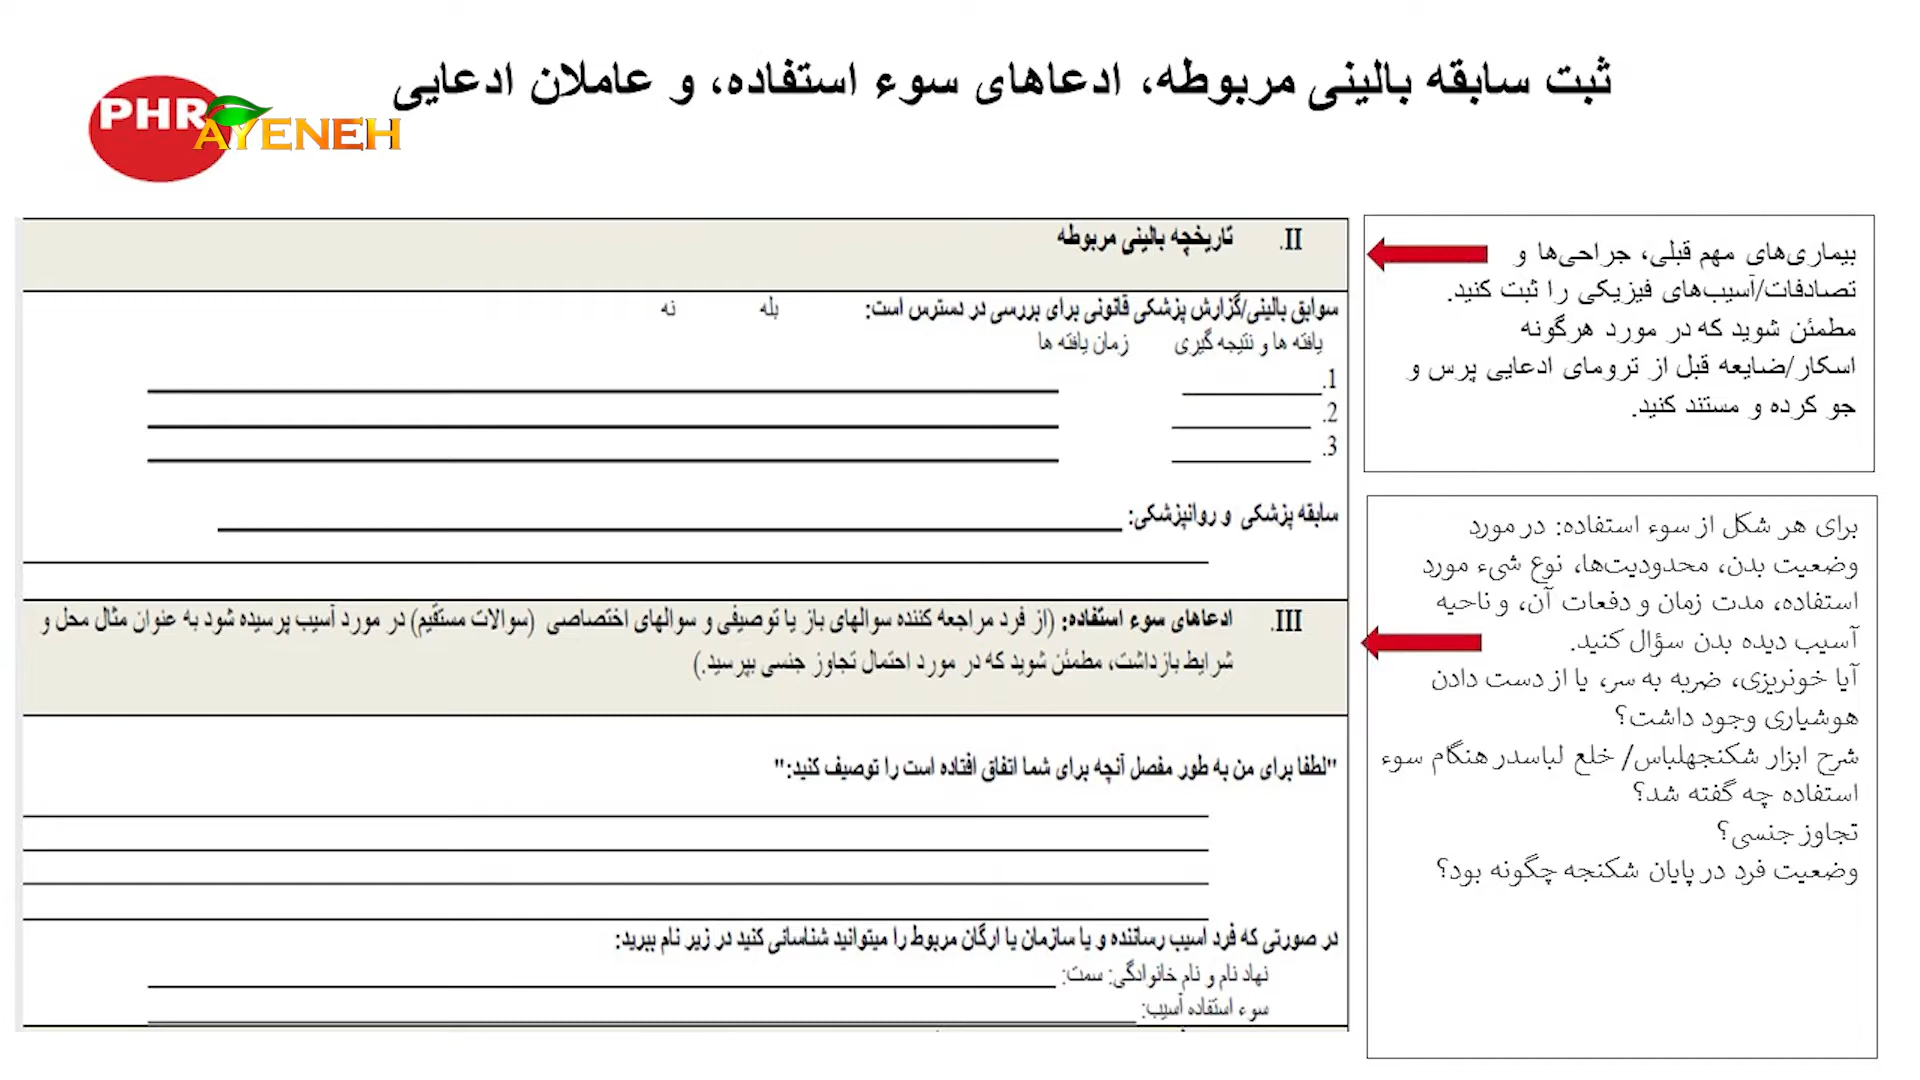 ثبت سابقه بالینی مربوطه، ادعاهای سوء استفاده، و عاملان ادعایی
PHR
AYENEH
II. تاریخچه بالینی مربوطه
سوابق بالینی/گزارش پزشکی قانونی برای بررسی در دسترس است: بله نه
یافته ها و نتیجه گیری زمان یافته ها
1.
2.
3.
سابقه پزشکی و روانپزشکی:
III. ادعاهای سوء استفاده: (از فرد مراجعه کننده سوالهای باز یا توصیفی و سوالهای اختصاصی (سوالات مستقیم) در مورد آسیب پرسیده شود به عنوان مثال محل و
شرایط بازداشت، مطمئن شوید که در مورد احتمال تجاوز جنسی بپرسید.)
"لطفا برای من به طور مفصل آنچه برای شما اتفاق افتاده است را توصیف کنید:"
در صورتی که فرد اسیب رساننده و یا سازمان یا ارگان مربوط را میتوانید شناسانی کنید در زیر نام ببرید:
نهاد نام و نام خانوادگی: سمت:
سوء استفاده آسیب:
بیماری‌های مهم قبلی، جراحی‌ها و
تصادفات/آسیب‌های فیزیکی را ثبت کنید.
مطمئن شوید که در مورد هرگونه
اسکار/ضایعه قبل از ترومای ادعایی پرس و
جو کرده و مستند کنید.
برای هر شکل از سوء استفاده: در مورد
وضعیت بدن، محدودیت‌ها، نوع شیء مورد
استفاده، مدت زمان و دفعات آن، و ناحیه
آسیب دیده بدن سؤال کنید.
آیا خونریزی، ضربه به سر، یا از دست دادن
هوشیاری وجود داشت؟
شرح ابزار شکنجهلباس/ خلع لباسدر هنگام سوء
استفاده چه گفته شد؟
تجاوز جنسی؟
وضعیت فرد در پایان شکنجه چگونه بود؟